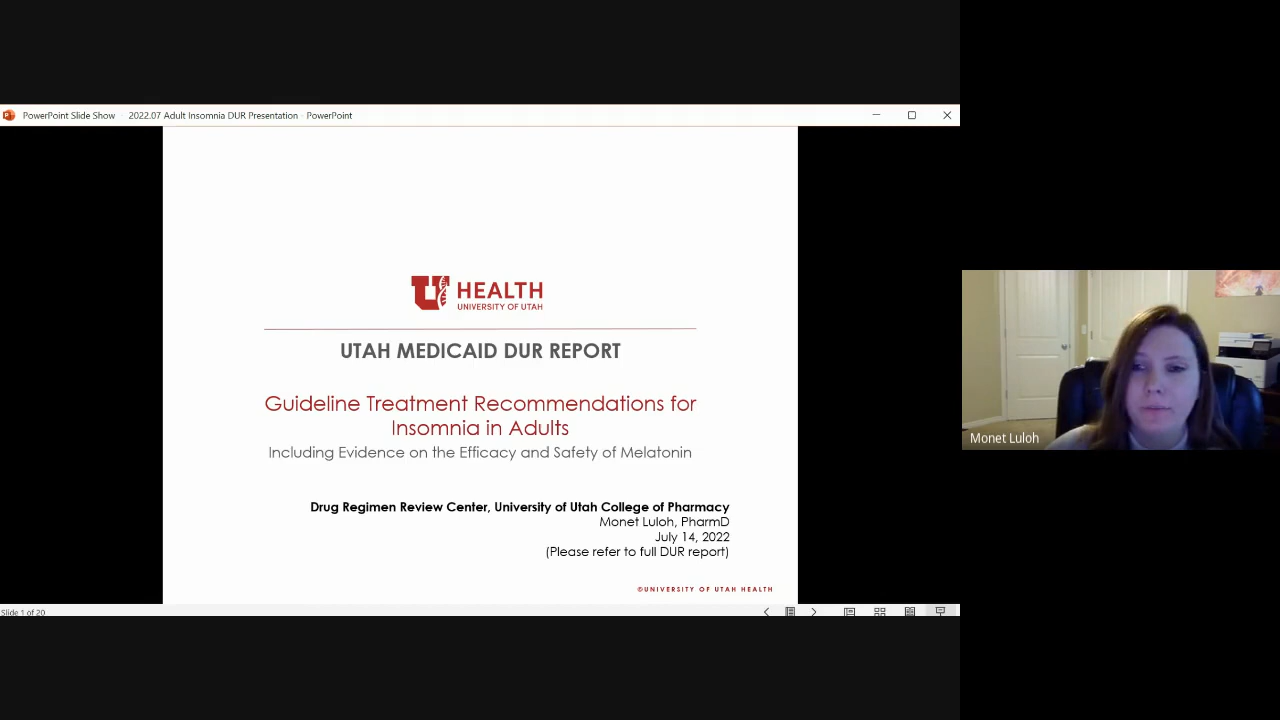 PowerPoint Slide Show - 2022.07 Adult Insomnia DUR Presentation - PowerPoint
U HEALTH
UNIVERSITY OF UTAH
UTAH MEDICAID DUR REPORT
Guideline Treatment Recommendations for
Insomnia in Adults
Including Evidence on the Efficacy and Safety of Melatonin
Drug Regimen Review Center, University of Utah College of Pharmacy
Monet Luloh, PharmD
July 14, 2022
(Please refer to full DUR report)
©UNIVERSITY OF UTAH HEALTH
Slide 1 of 20
Monet Luloh